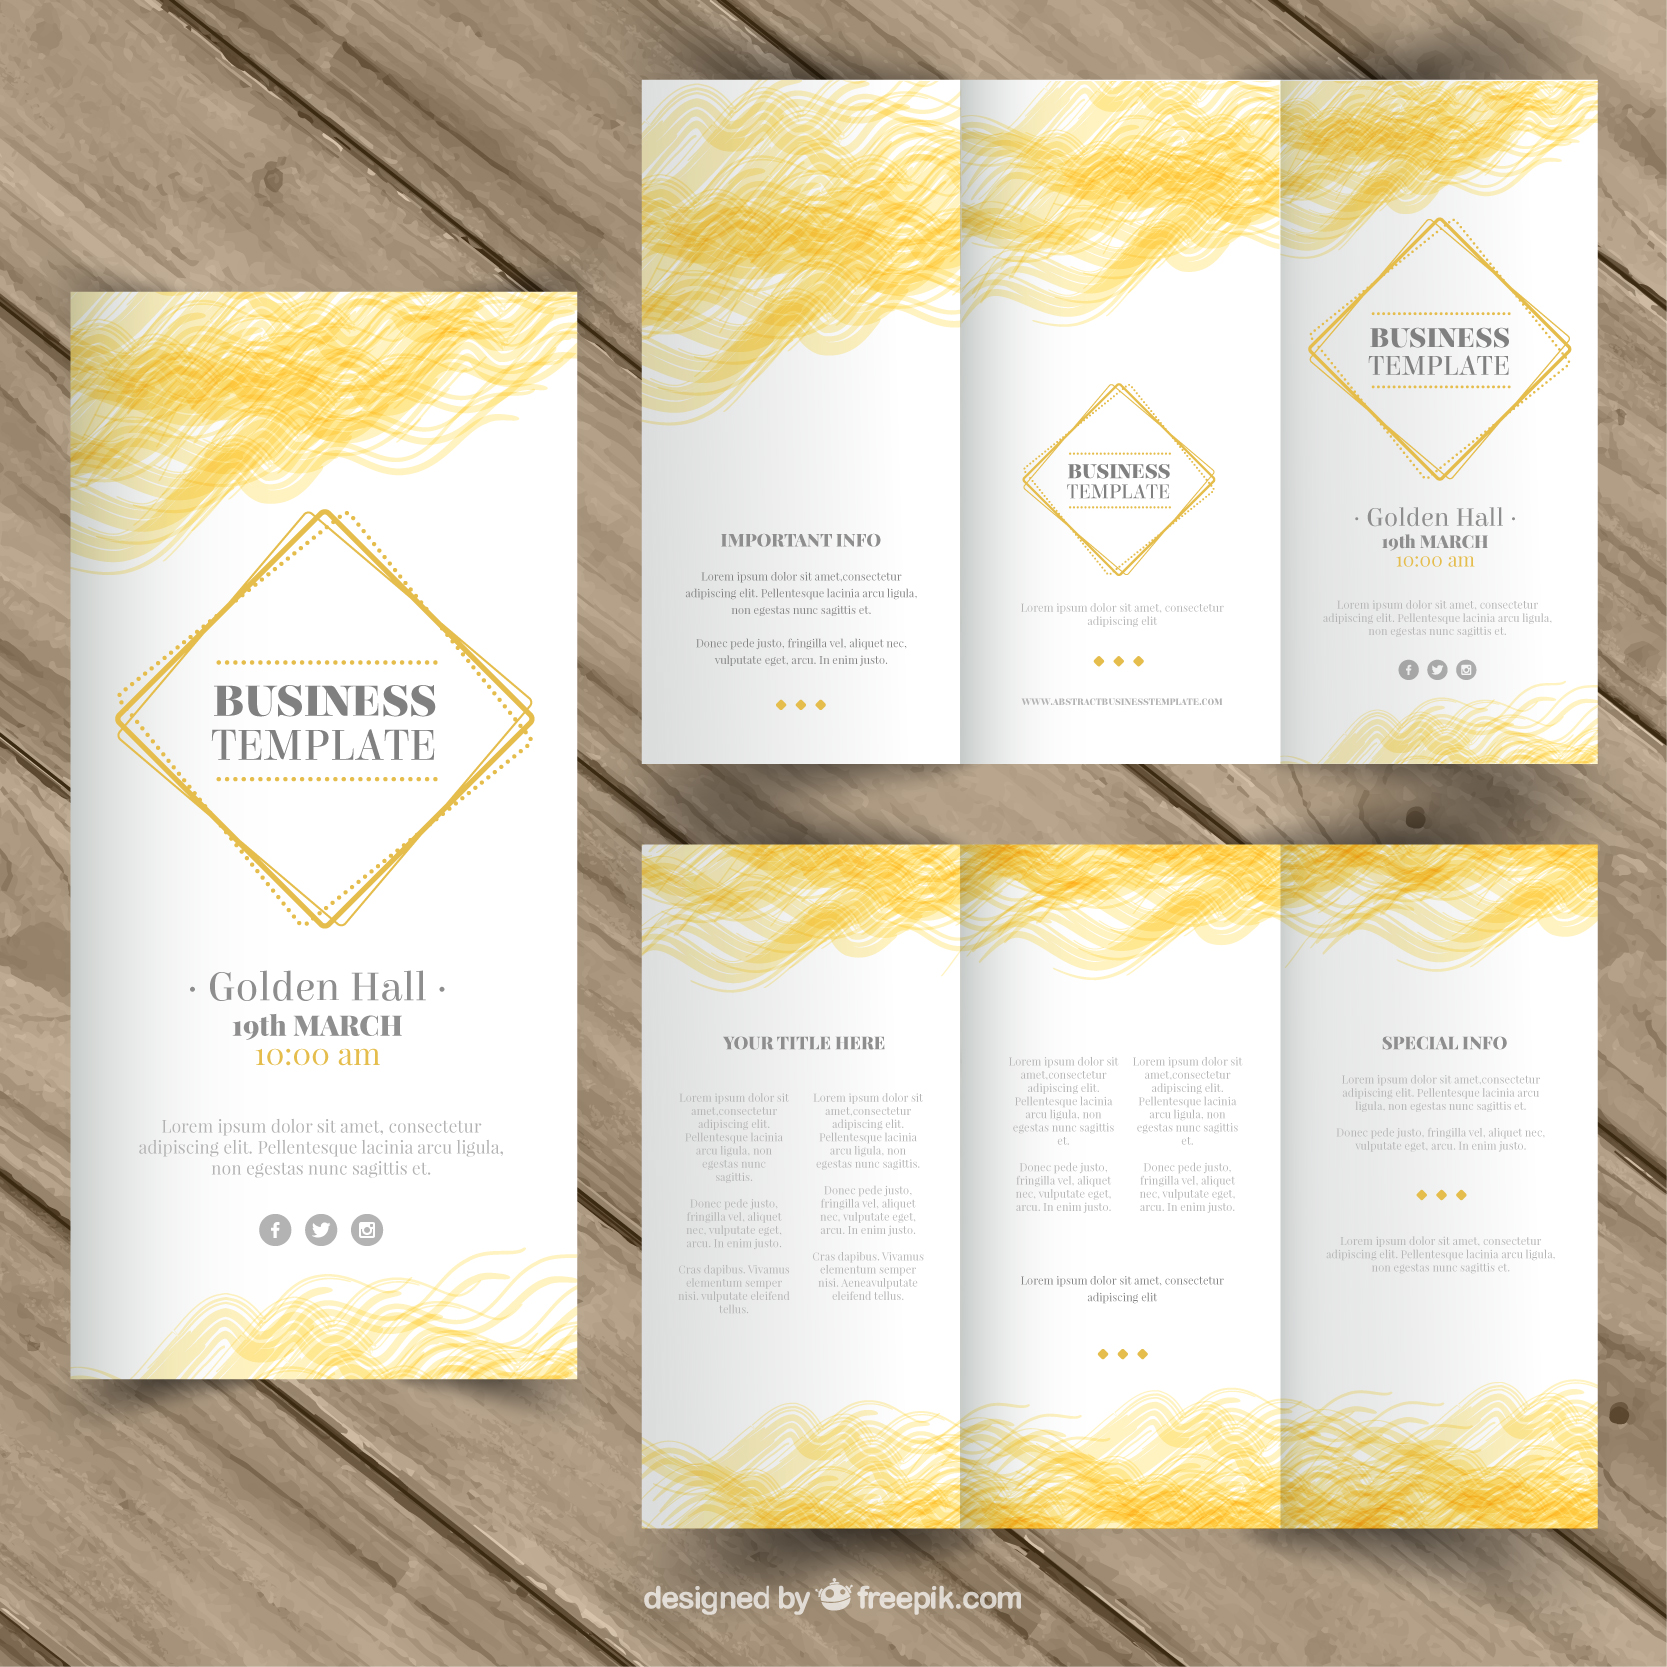 BUSINESS
TEMPLATE
· Golden Hall ·
19th MARCH
10:00 am
Lorem ipsum dolor sit amet, consectetur
adipiscing elit. Pellentesque lacinia arcu ligula,
non egestas nunc sagittis et.
IMPORTANT INFO
Lorem ipsum dolor sit amet,consectetur
adipiscing elit. Pellentesque lacinia arcu ligula,
non egestas nunc sagittis et.
Donec pede justo, fringilla vel, aliquet nec,
vulputate eget, arcu. In enim justo.
BUSINESS
TEMPLATE
Lorem ipsum dolor sit amet, consectetur
adipiscing elit
WWW.ABSTRACTBUSINESSTEMPLATE.COM
BUSINESS
TEMPLATE
· Golden Hall ·
19th MARCH
10:00 am
Lorem ipsum dolor sit amet, consectetur
adipiscing elit. Pellentesque lacinia arcu ligula,
non egestas nunc sagittis et.
YOUR TITLE HERE
Lorem ipsum dolor sit
amet,consectetur
adipiscing elit.
Pellentesque lacinia
arcu ligula, non
egestas nunc
sagittis.
Donec pede justo,
fringilla vel, aliquet
nec, vulputate eget,
arcu. In enim justo.
Cras dapibus. Vivamus
elementum semper
nisi. vulputate eleifend
tellus.
Lorem ipsum dolor sit
amet,consectetur
adipiscing elit.
Pellentesque lacinia
arcu ligula, non
egestas nunc sagittis.
Donec pede justo,
fringilla vel, aliquet
nec, vulputate eget,
arcu. In enim justo.
Cras dapibus. Vivamus
elementum semper
nisi. Aeneavulputate
eleifend tellus.
Lorem ipsum dolor sit
amet,consectetur
adipiscing elit.
Pellentesque lacinia
arcu ligula, non
egestas nunc sagittis
et.
Donec pede justo,
fringilla vel, aliquet
nec, vulputate eget,
arcu. In enim justo.
Lorem ipsum dolor sit
amet,consectetur
adipiscing elit.
Pellentesque lacinia
arcu ligula, non
egestas nunc sagittis
et.
Donec pede justo,
fringilla vel, aliquet
nec, vulputate eget,
arcu. In enim justo.
Lorem ipsum dolor sit amet, consectetur
adipiscing elit
SPECIAL INFO
Lorem ipsum dolor sit amet,consectetur
adipiscing elit. Pellentesque lacinia arcu
ligula, non egestas nunc sagittis et.
Donec pede justo, fringilla vel, aliquet nec,
vulputate eget, arcu. In enim justo.
Lorem ipsum dolor sit amet, consectetur
adipiscing elit. Pellentesque lacinia arcu ligula,
non egestas nunc sagittis et.
designed by freepik.com